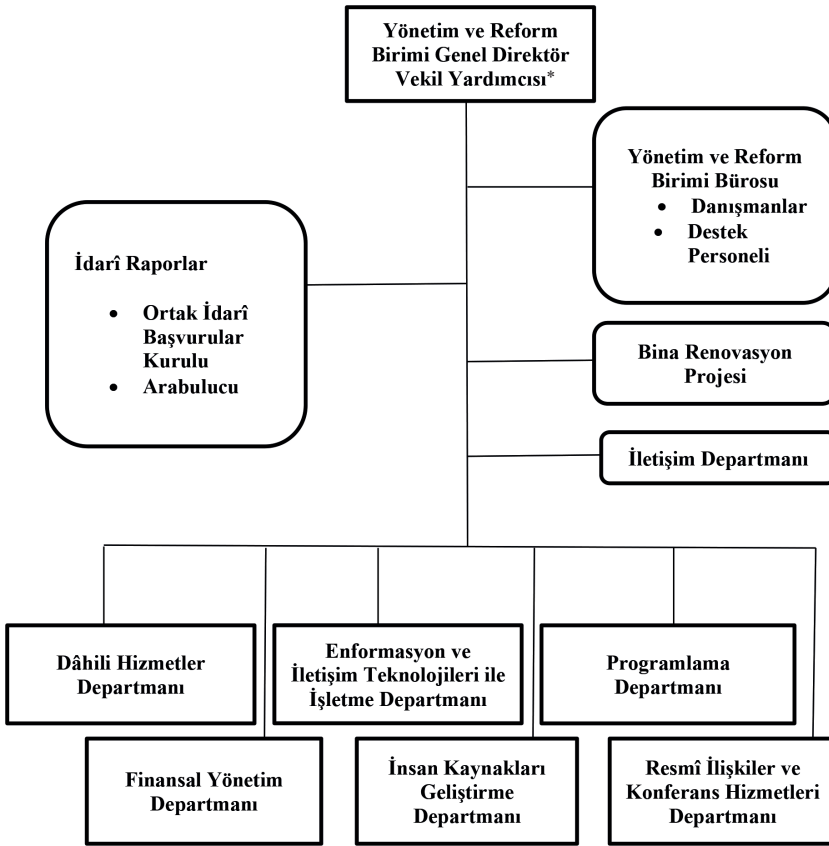 Yönetim ve Reform
Birimi Genel Direktör
Vekil Yardımcısı*
Yönetim ve Reform
Birimi Bürosu
• Danışmanlar
• Destek
Personeli
İdarî Raporlar
• Ortak İdarî
Başvurular
Kurulu
• Arabulucu
Bina Renovasyon
Projesi
İletişim Departmanı
Dâhili Hizmetler
Departmanı
Enformasyon ve
İletişim Teknolojileri ile
İşletme Departmanı
Programlama
Departmanı
Finansal Yönetim
Departmanı
İnsan Kaynakları
Geliştirme
Departmanı
Resmî İlişkiler ve
Konferans Hizmetleri
Departmanı